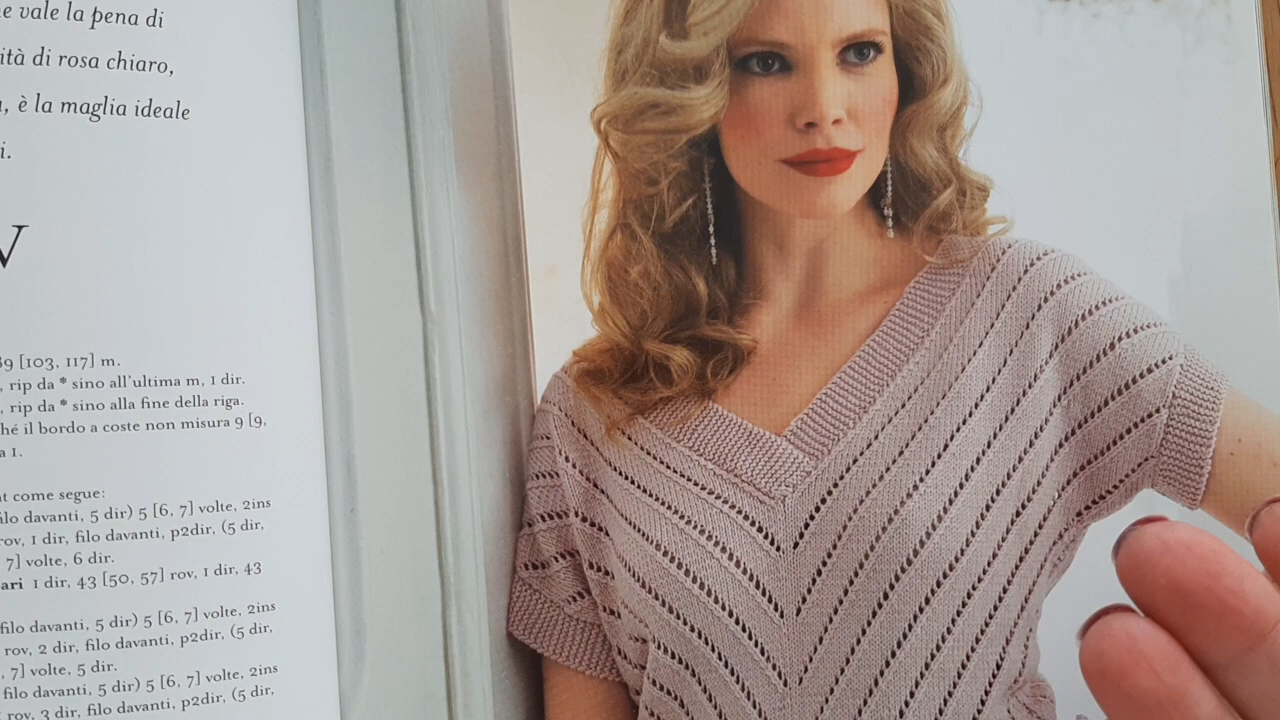 e vale la pena di
ità di rosa chiaro,
, è la maglia ideale
i.
V
89 [103, 117] m.
, rip da * sino all'ultima m, 1 dir.
, rip da * sino alla fine della riga.
hé il bordo a coste non misura 9 [9,
a 1.
t come segue:
filo davanti, 5 dir) 5 [6, 7] volte, 2ins
rov, 1 dir, filo davanti, p2dir, (5 dir,
7] volte, 6 dir.
ari 1 dir, 43 [50, 57] rov, 1 dir, 43
filo davanti, 5 dir) 5 [6, 7] volte, 2ins
rov, 2 dir, filo davanti, p2dir, (5 dir,
, 7] volte, 5 dir.
filo davanti, 5 dir) 5 [6, 7] volte, 2ins
rov, 3 dir, filo davanti, p2dir, (5 dir,